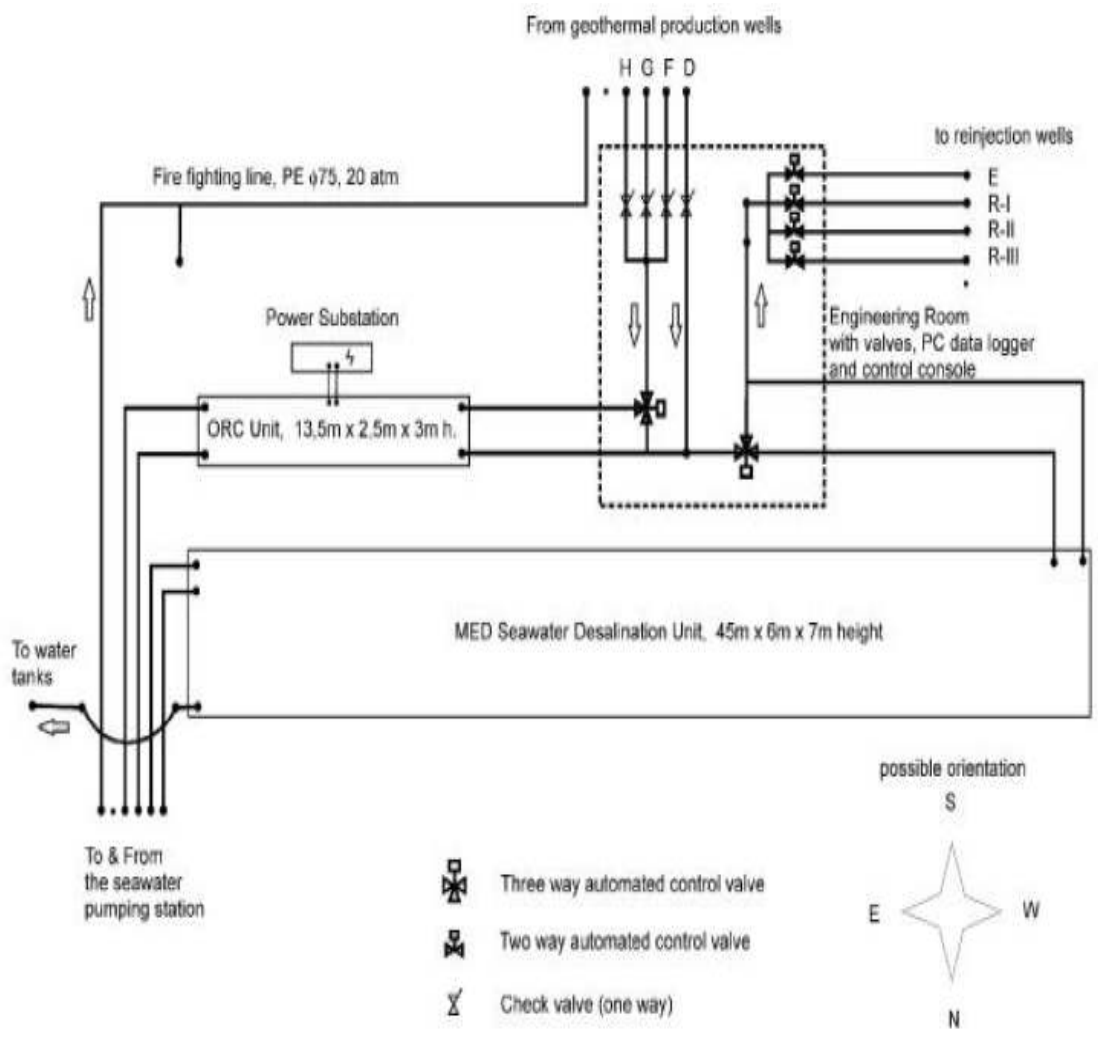 From geothermal production wells
H G F D
to reinjection wells
Fire fighting line, PE ϕ75, 20 atm
E
R-I
R-II
R-III
Power Substation
Engineering Room
with valves, PC data logger
and control console
ORC Unit, 13,5m x 2,5m x 3m h.
MED Seawater Desalination Unit, 45m x 6m x 7m height
To water
tanks
possible orientation
S
To & From
the seawater
pumping station
Three way automated control valve
E
W
Two way automated control valve
Check valve (one way)
N